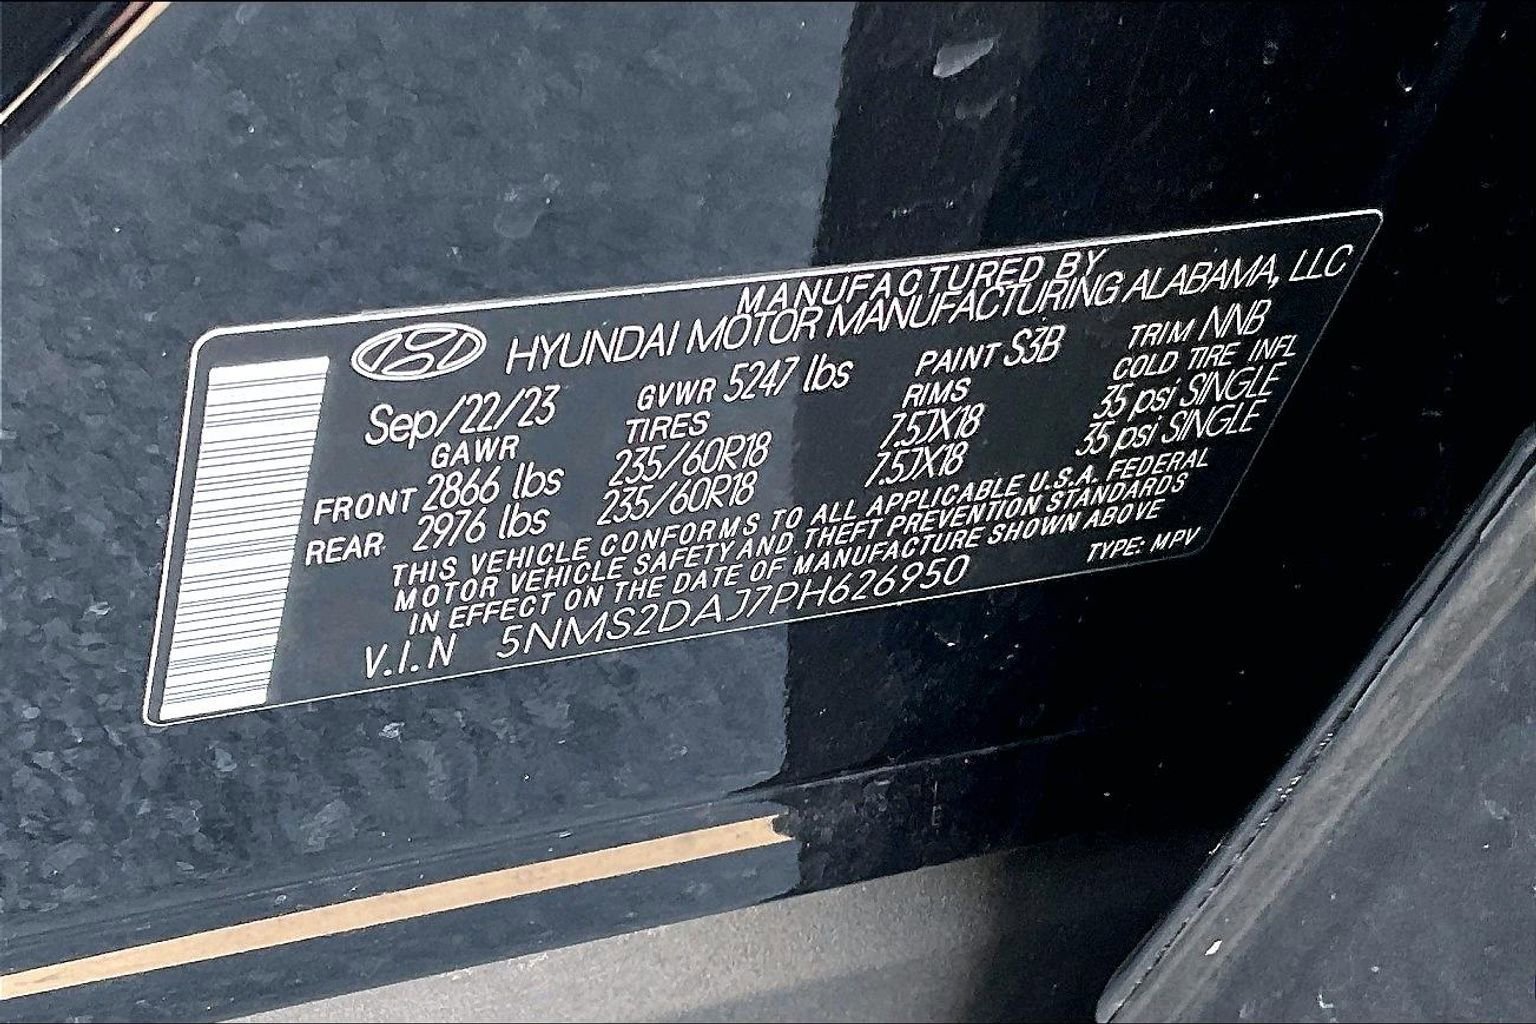 MANUFACTURED BY
HYUNDAI MOTOR MANUFACTURING ALABAMA, LLC
Sep/22/23 GVWR 5247 lbs PAINT S3B TRIM NNB
GAWR TIRES RIMS COLD TIRE INFL
FRONT 2866 lbs 235/60R18 7.5JX18 35 psi SINGLE
REAR 2976 lbs 235/60R18 7.5JX18 35 psi SINGLE
THIS VEHICLE CONFORMS TO ALL APPLICABLE U.S.A. FEDERAL
MOTOR VEHICLE SAFETY AND THEFT PREVENTION STANDARDS
IN EFFECT ON THE DATE OF MANUFACTURE SHOWN ABOVE
V.I.N 5NMS2DAJ7PH626950 TYPE: MPV